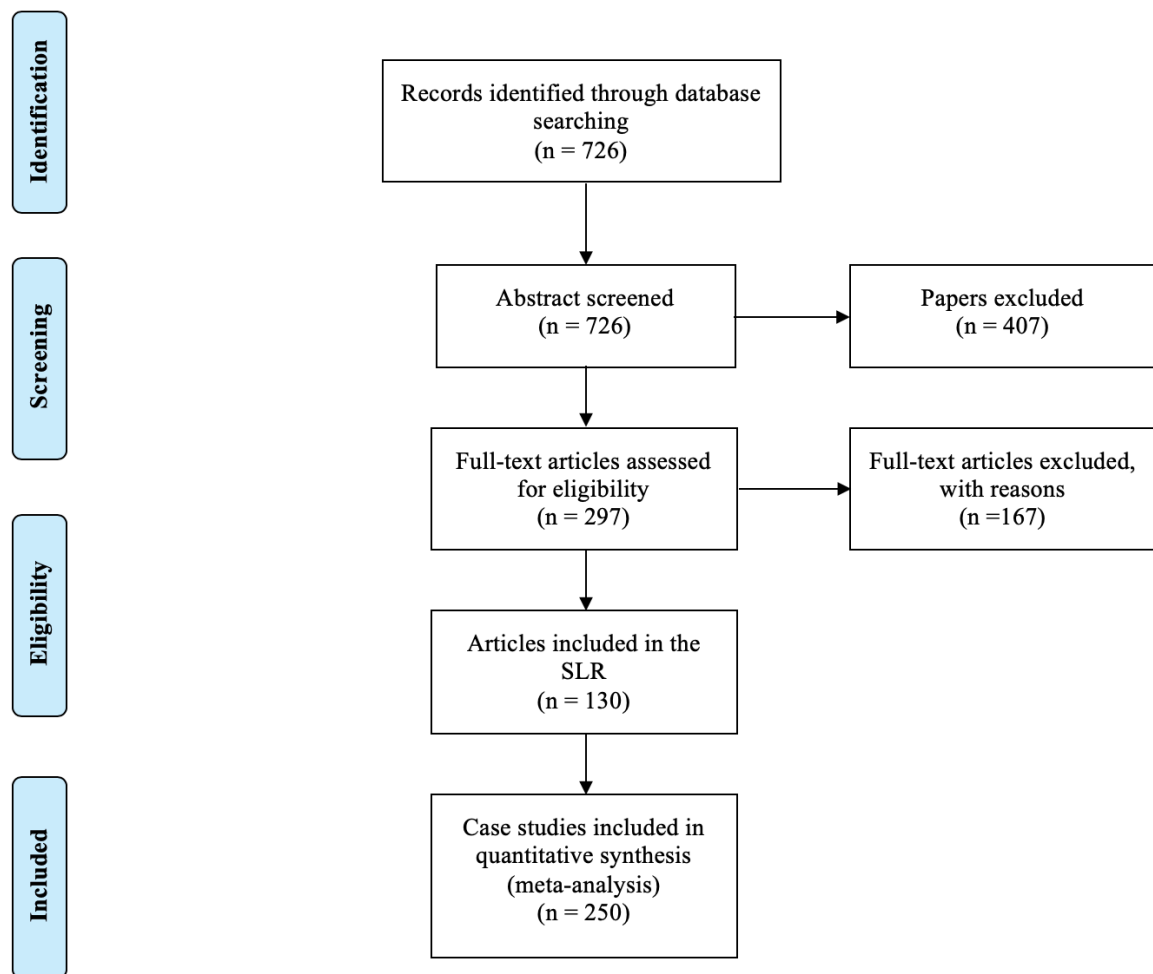 Identification
Records identified through database
searching
(n = 726)
Screening
Abstract screened
(n = 726)
Papers excluded
(n = 407)
Full-text articles assessed
for eligibility
(n = 297)
Full-text articles excluded,
with reasons
(n =167)
Eligibility
Articles included in the
SLR
(n = 130)
Included
Case studies included in
quantitative synthesis
(meta-analysis)
(n = 250)